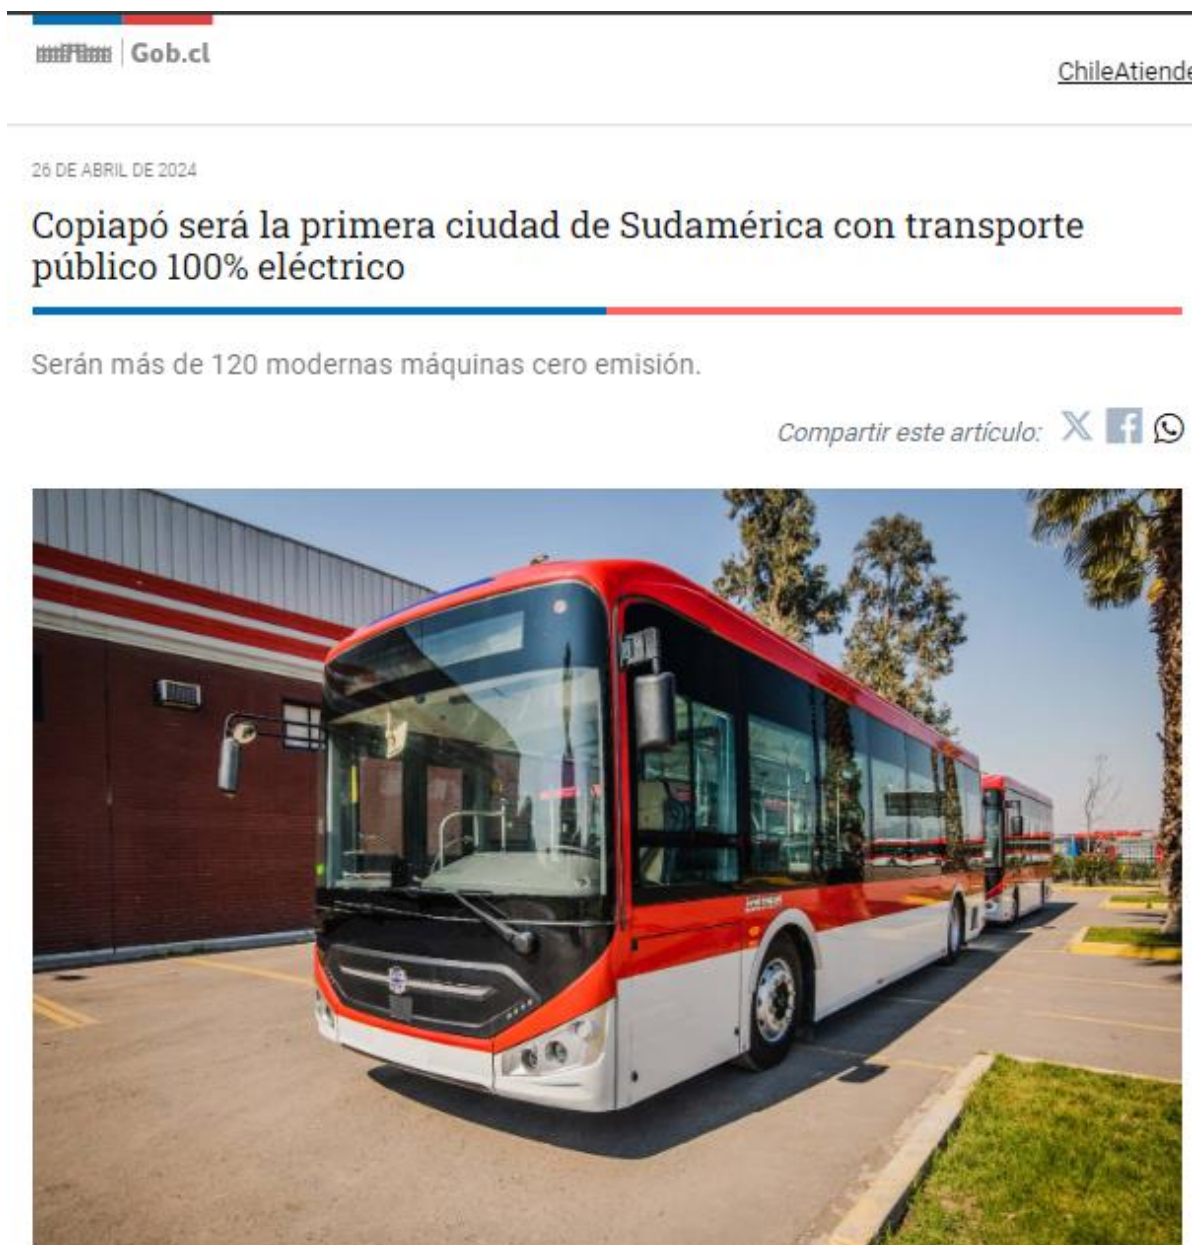 Gob.cl
ChileAtiende
26 DE ABRIL DE 2024
Copiapó será la primera ciudad de Sudamérica con transporte
público 100% eléctrico
Serán más de 120 modernas máquinas cero emisión.
Compartir este artículo: